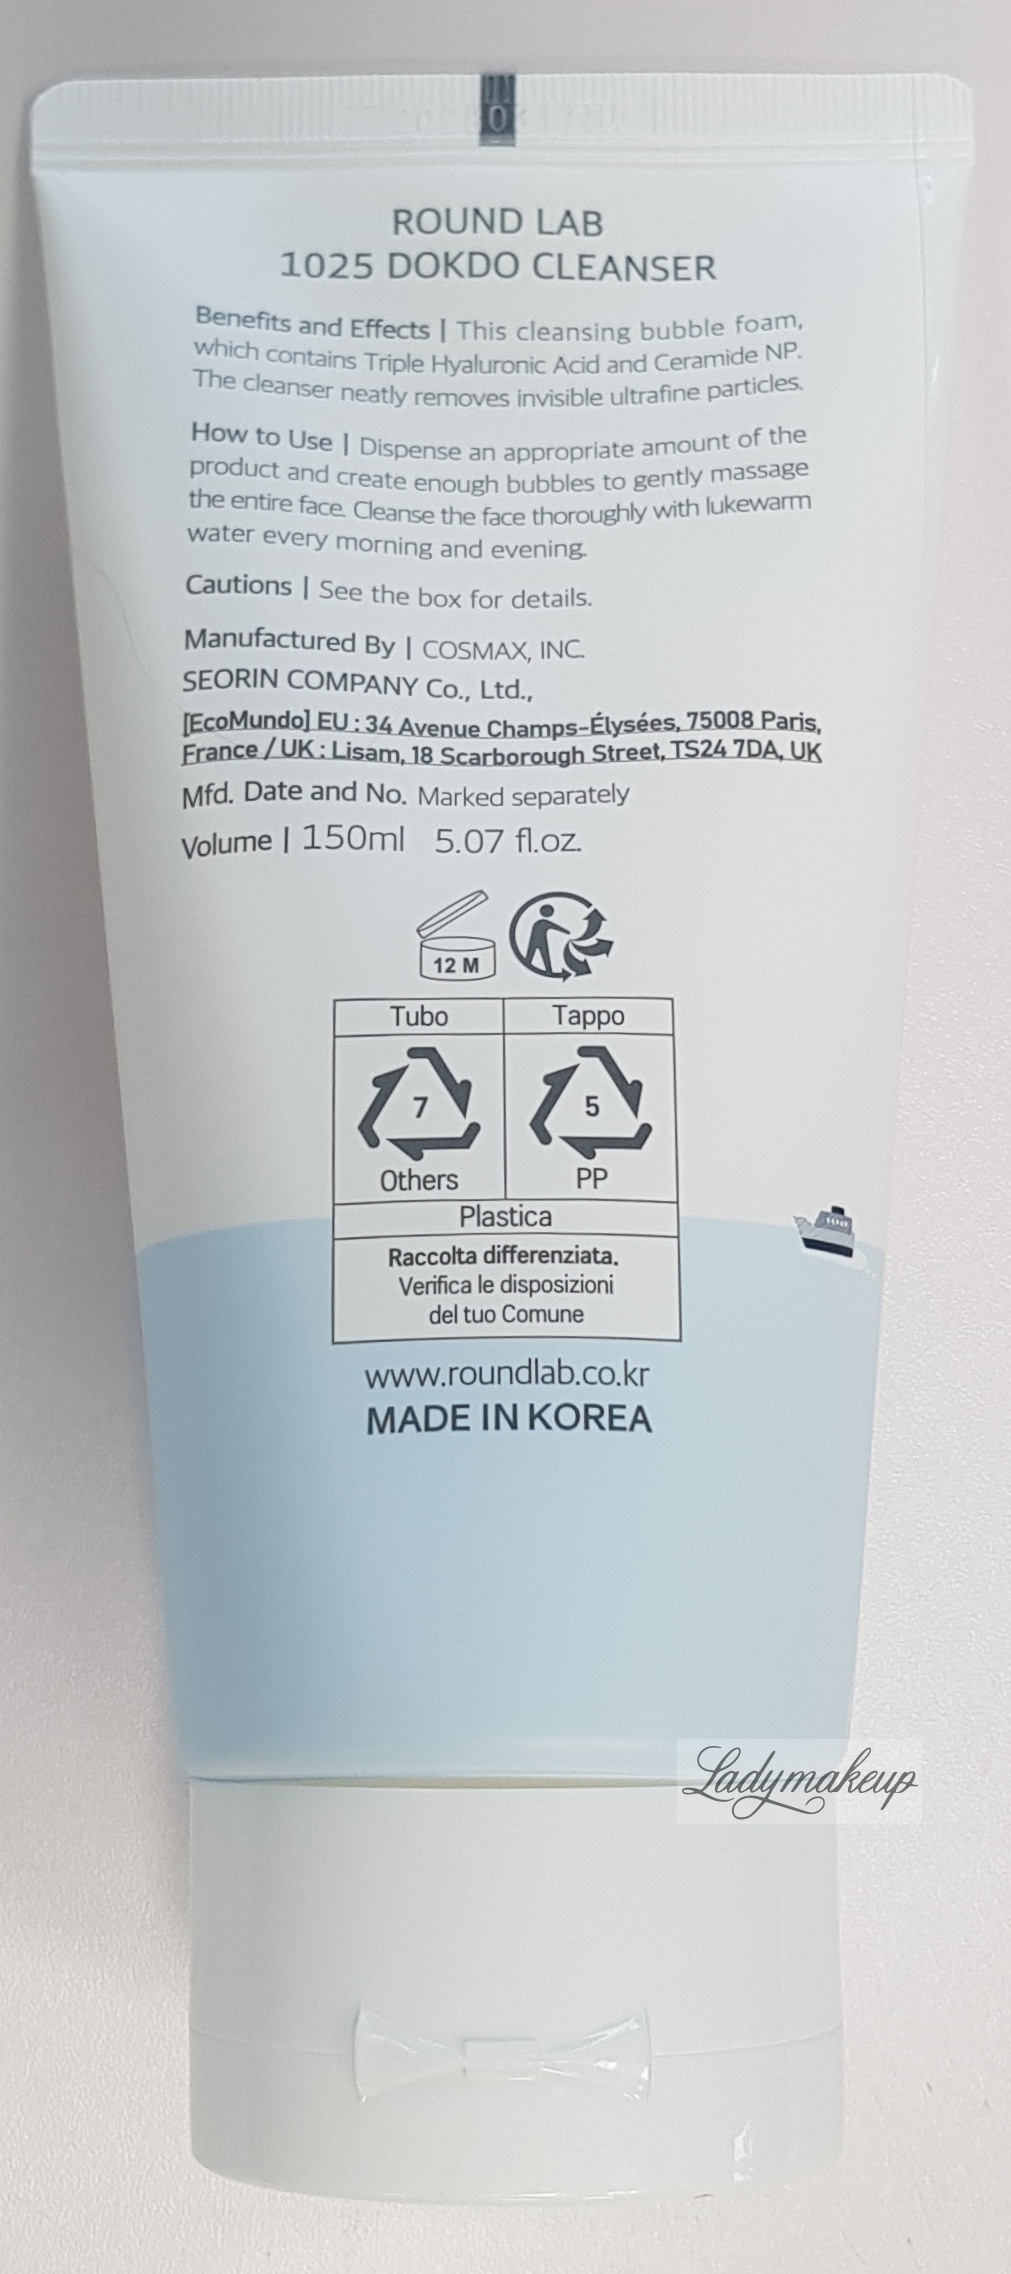 ROUND LAB
1025 DOKDO CLEANSER
Benefits and Effects | This cleansing bubble foam,
which contains Triple Hyaluronic Acid and Ceramide NP.
The cleanser neatly removes invisible ultrafine particles.
How to Use | Dispense an appropriate amount of the
product and create enough bubbles to gently massage
the entire face. Cleanse the face thoroughly with lukewarm
water every morning and evening.
Cautions | See the box for details.
Manufactured By | COSMAX, INC.
SEORIN COMPANY Co., Ltd.,
[EcoMundo] EU : 34 Avenue Champs-Élysées, 75008 Paris,
France / UK : Lisam, 18 Scarborough Street, TS24 7DA, UK
Mfd. Date and No. Marked separately
Volume | 150ml 5.07 fl.oz.
12 M
Tubo Tappo
7 5
Others PP
Plastica
Raccolta differenziata.
Verifica le disposizioni
del tuo Comune
www.roundlab.co.kr
MADE IN KOREA
Ladymakeup